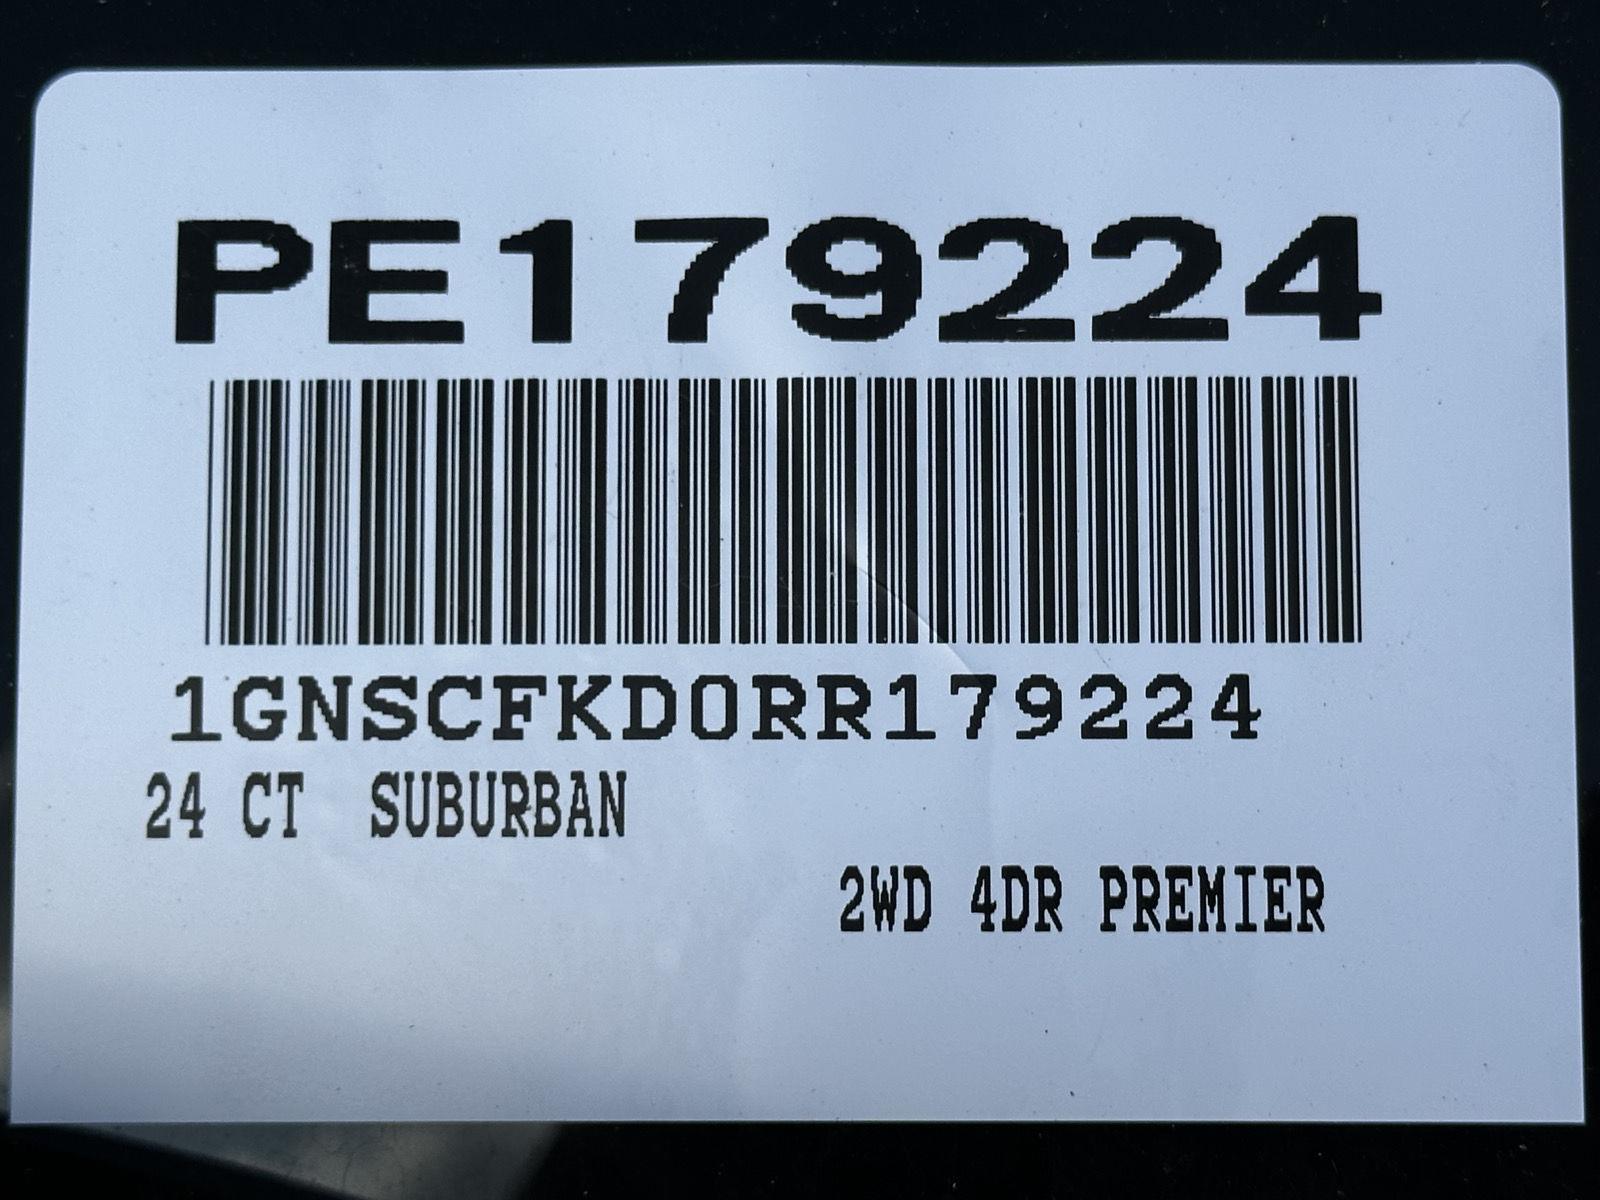 PE179224
1GNSCFKD0RR179224
24 CT SUBURBAN
2WD 4DR PREMIER